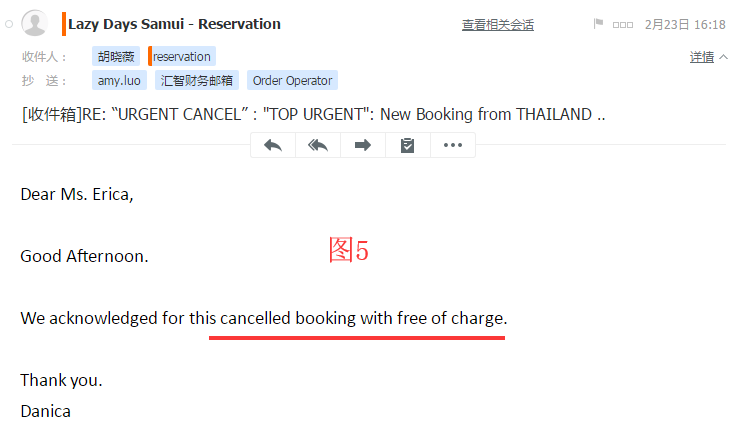 Lazy Days Samui - Reservation 查看相关会话 2月23日 16:18
收件人： 胡晓薇 reservation 详情
抄 送： amy.luo 汇智财务邮箱 Order Operator
[收件箱]RE: “URGENT CANCEL” : "TOP URGENT": New Booking from THAILAND ..
Dear Ms. Erica,
Good Afternoon.
图5
We acknowledged for this cancelled booking with free of charge.
Thank you.
Danica